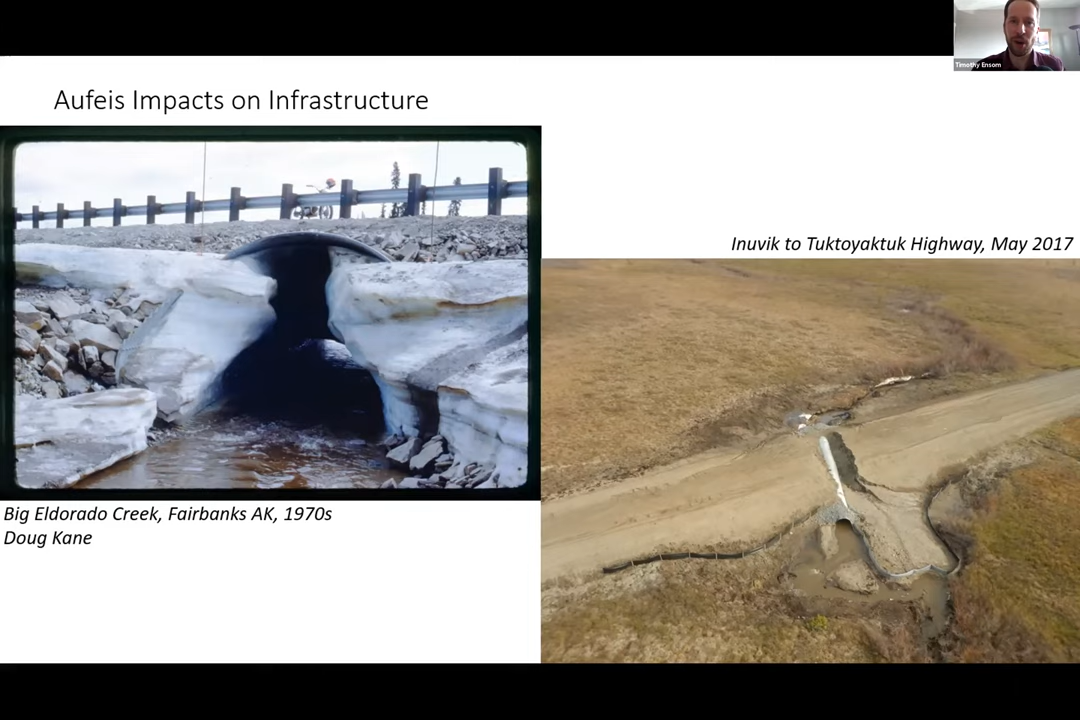 Timothy Ensom
Aufeis Impacts on Infrastructure
Inuvik to Tuktoyaktuk Highway, May 2017
Big Eldorado Creek, Fairbanks AK, 1970s
Doug Kane